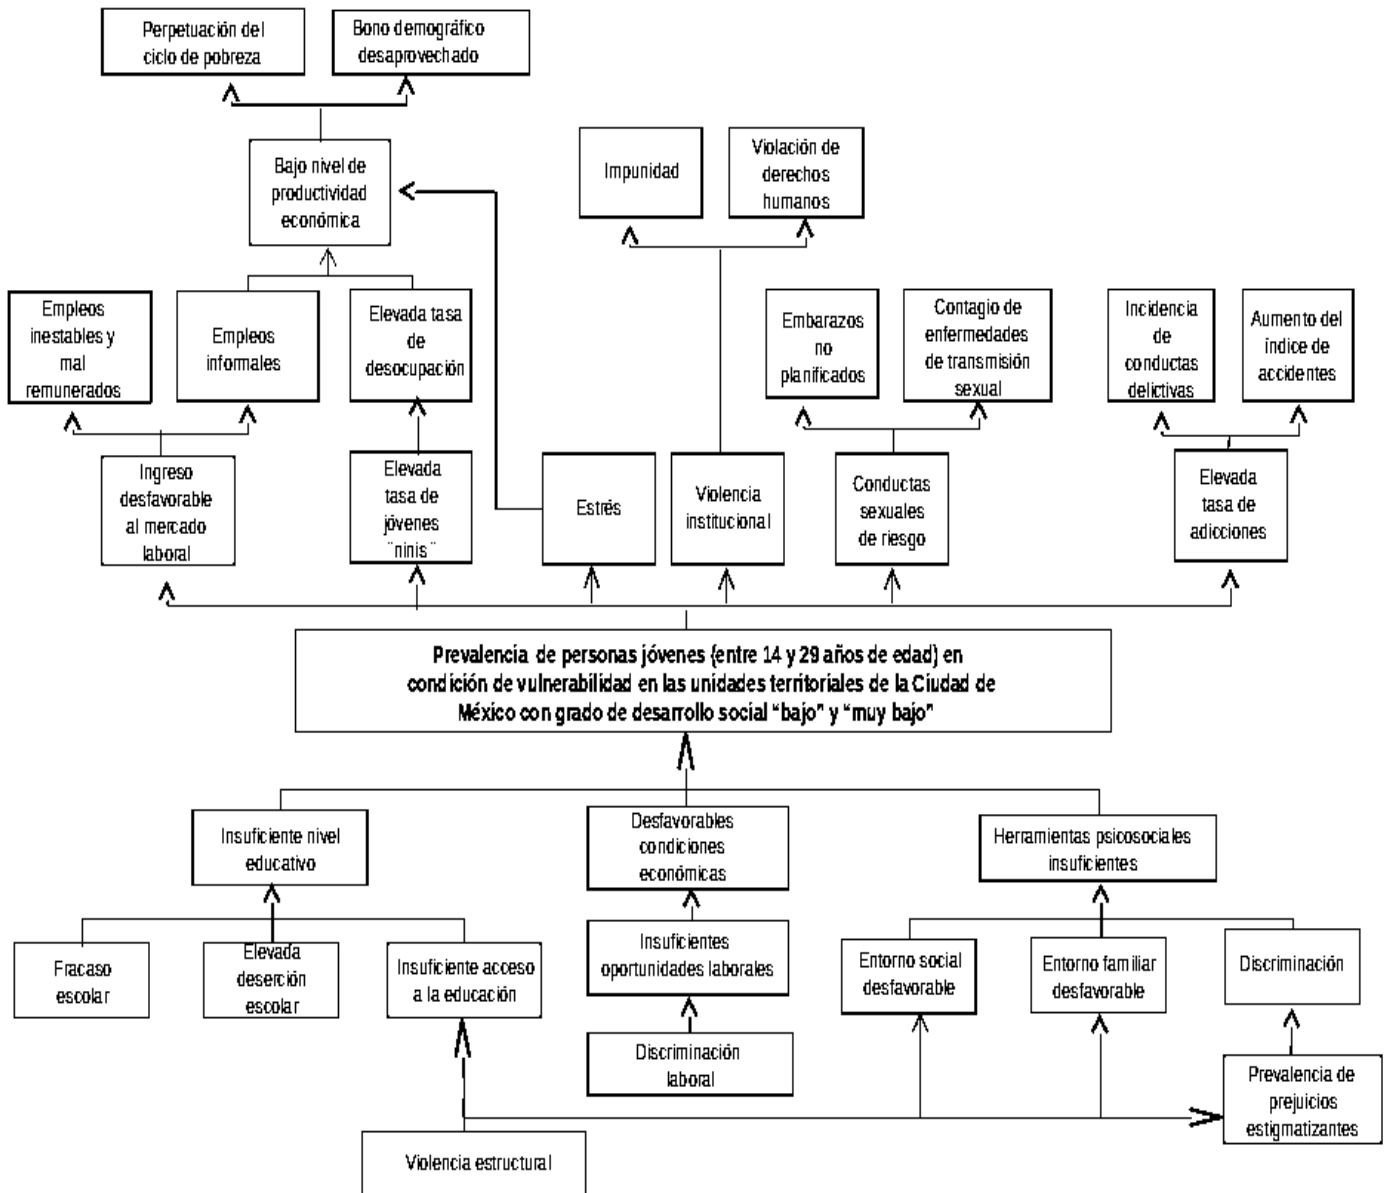 Perpetuación del
ciclo de pobreza
Bono demográfico
desaprovechado
Bajo nivel de
productividad
económica
Impunidad
Violación de
derechos
humanos
Empleos
inestables y
mal
remunerados
Empleos
informales
Elevada tasa
de
desocupación
Embarazos
no
planificados
Contagio de
enfermedades
de transmisión
sexual
Incidencia
de
conductas
delictivas
Aumento del
índice de
accidentes
Ingreso
desfavorable
al mercado
laboral
Elevada
tasa de
jóvenes
¨ninis¨
Estrés
Violencia
institucional
Conductas
sexuales
de riesgo
Elevada
tasa de
adicciones
Prevalencia de personas jóvenes (entre 14 y 29 años de edad) en
condición de vulnerabilidad en las unidades territoriales de la Ciudad de
México con grado de desarrollo social “bajo” y “muy bajo”
Insuficiente nivel
educativo
Desfavorables
condiciones
económicas
Herramientas psicosociales
insuficientes
Fracaso
escolar
Elevada
deserción
escolar
Insuficiente acceso
a la educación
Insuficientes
oportunidades laborales
Entorno social
desfavorable
Entorno familiar
desfavorable
Discriminación
Discriminación
laboral
Prevalencia de
prejuicios
estigmatizantes
Violencia estructural